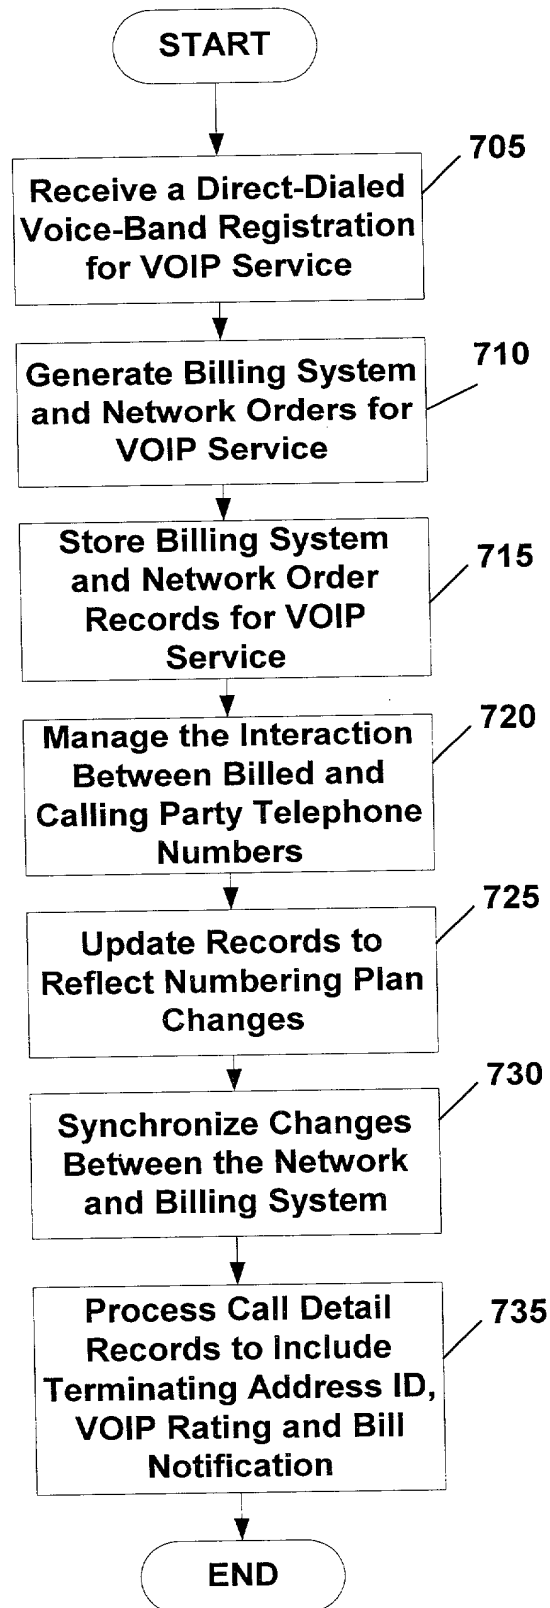 START
705
Receive a Direct-Dialed
Voice-Band Registration
for VOIP Service
710
Generate Billing System
and Network Orders for
VOIP Service
715
Store Billing System
and Network Order
Records for VOIP
Service
720
Manage the Interaction
Between Billed and
Calling Party Telephone
Numbers
725
Update Records to
Reflect Numbering Plan
Changes
730
Synchronize Changes
Between the Network
and Billing System
735
Process Call Detail
Records to Include
Terminating Address ID,
VOIP Rating and Bill
Notification
END